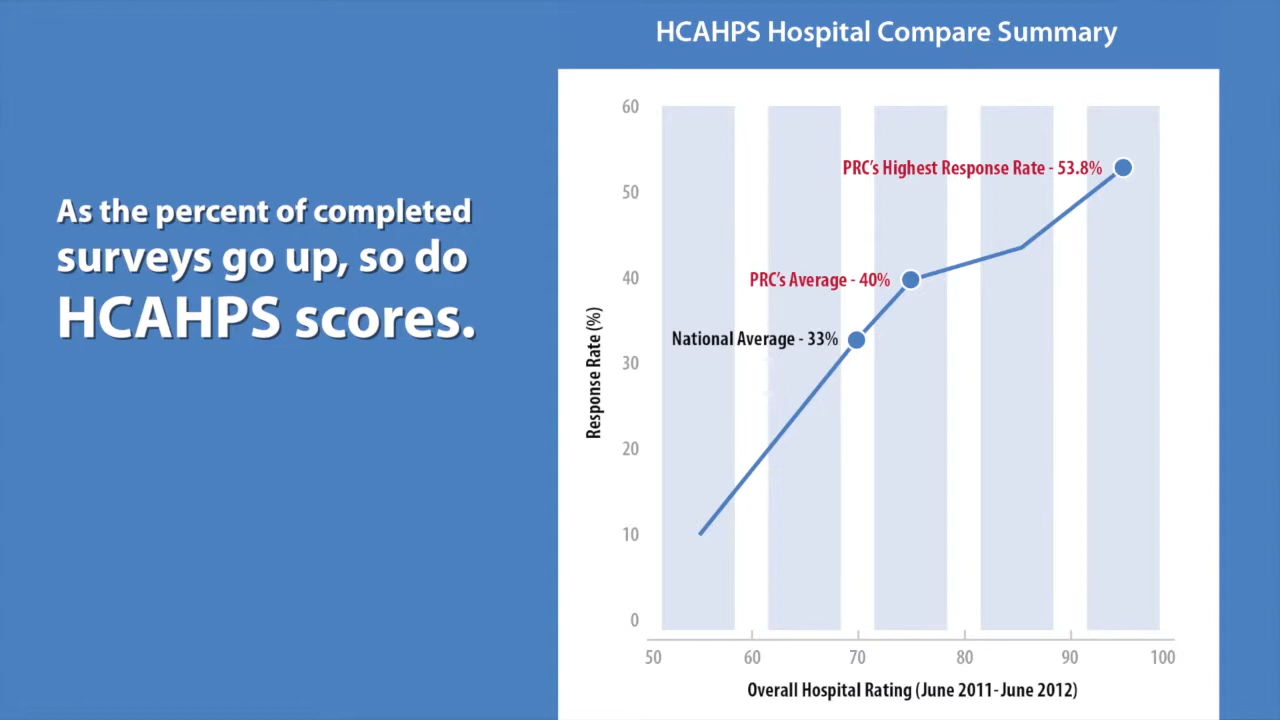 HCAHPS Hospital Compare Summary
As the percent of completed
surveys go up, so do
HCAHPS scores.
60
50
40
30
20
10
0
Response Rate (%)
PRC's Highest Response Rate - 53.8%
PRC's Average - 40%
National Average - 33%
50 60 70 80 90 100
Overall Hospital Rating (June 2011-June 2012)